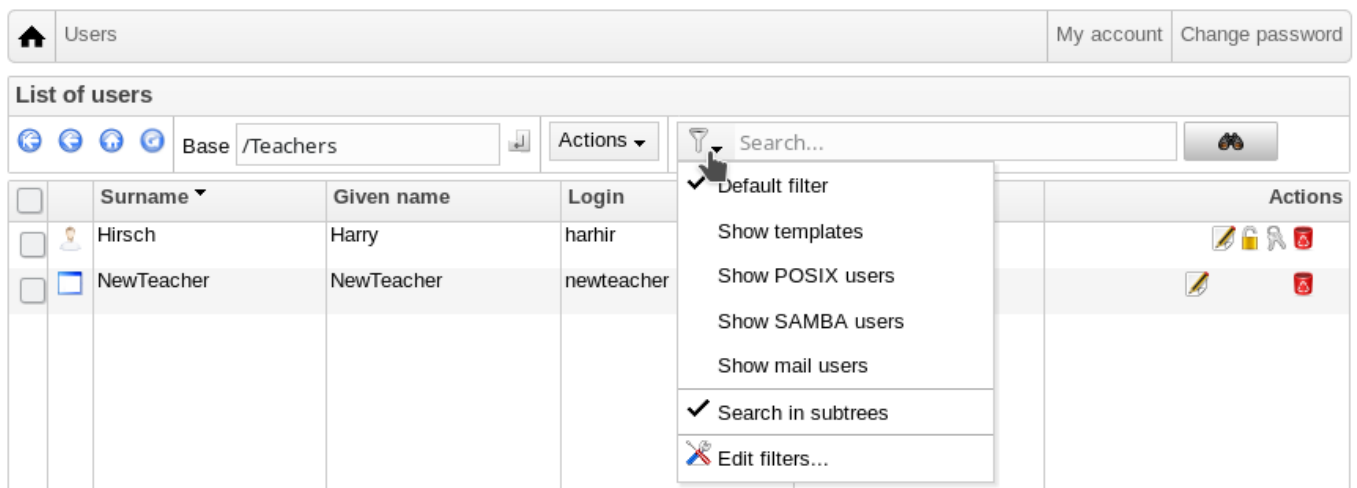 Users My account Change password
List of users
Base /Teachers Actions Search...
Surname Given name Login Actions
Hirsch Harry harhir
NewTeacher NewTeacher newteacher
Default filter
Show templates
Show POSIX users
Show SAMBA users
Show mail users
Search in subtrees
Edit filters...